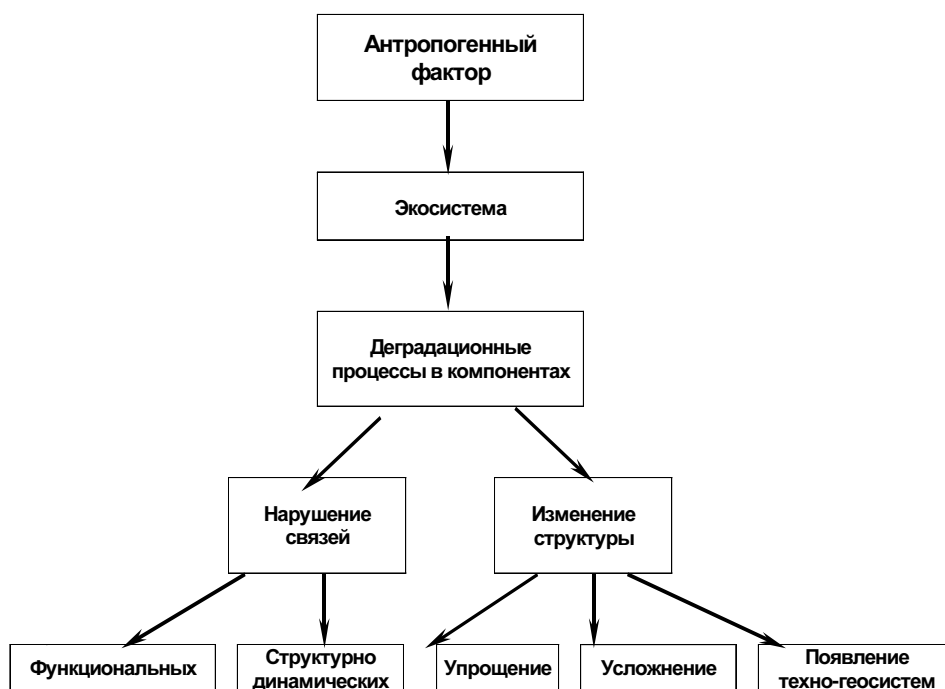 Антропогенный
фактор
Экосистема
Деградационные
процессы в компонентах
Нарушение
связей
Изменение
структуры
Функциональных
Структурно
динамических
Упрощение
Усложнение
Появление
техно-геосистем